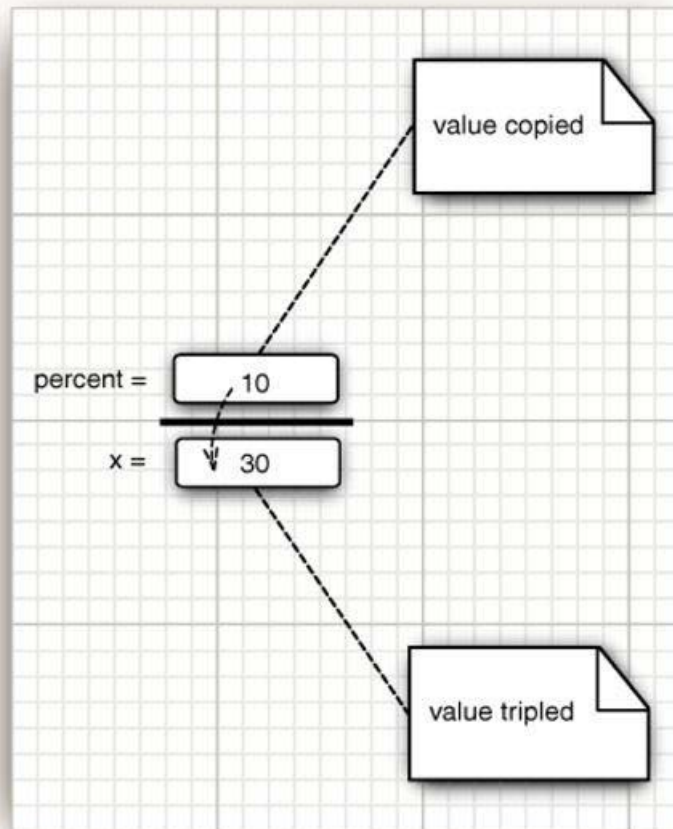 value copied
percent =
10
x =
30
value tripled